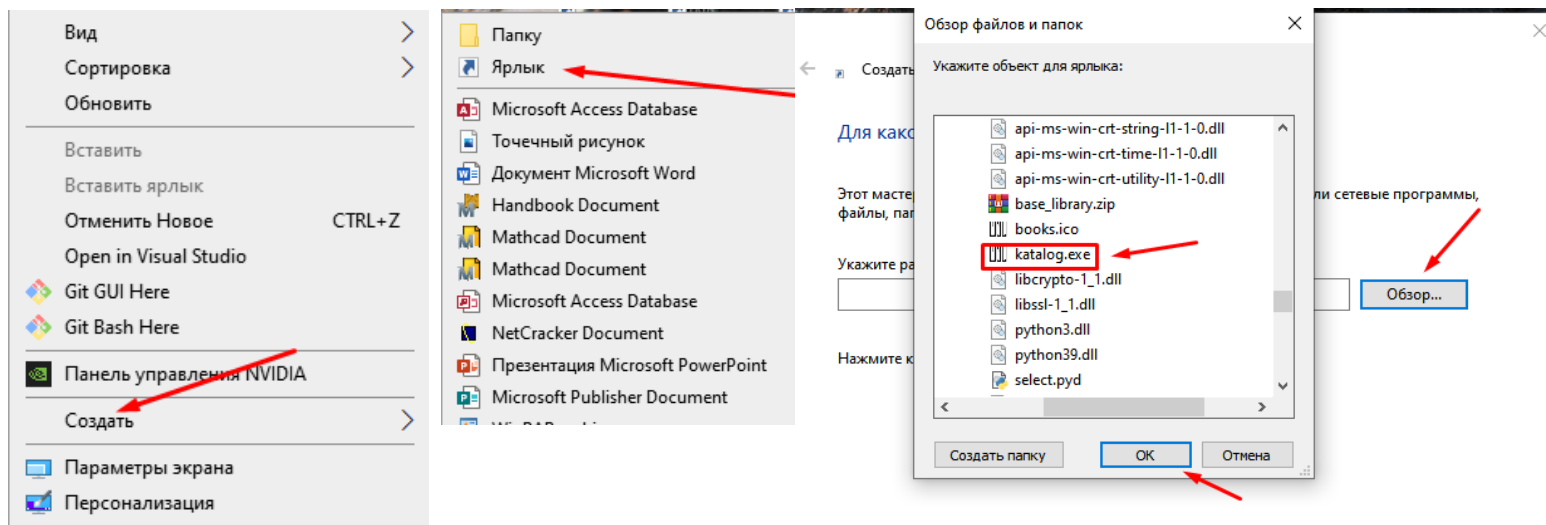 Вид
Сортировка
Обновить
Вставить
Вставить ярлык
Отменить Новое CTRL+Z
Open in Visual Studio
Git GUI Here
Git Bash Here
Панель управления NVIDIA
Создать
Параметры экрана
Персонализация
Папку
Ярлык
Microsoft Access Database
Точечный рисунок
Документ Microsoft Word
Handbook Document
Mathcad Document
Mathcad Document
Microsoft Access Database
NetCracker Document
Презентация Microsoft PowerPoint
Microsoft Publisher Document
Создать
Для како
Этот масте
ли сетевые программы,
файлы, пап
Укажите ра
Обзор...
Нажмите к
Обзор файлов и папок
Укажите объект для ярлыка:
api-ms-win-crt-string-l1-1-0.dll
api-ms-win-crt-time-l1-1-0.dll
api-ms-win-crt-utility-l1-1-0.dll
base_library.zip
books.ico
katalog.exe
libcrypto-1_1.dll
libssl-1_1.dll
python3.dll
python39.dll
select.pyd
Создать папку
ОК
Отмена